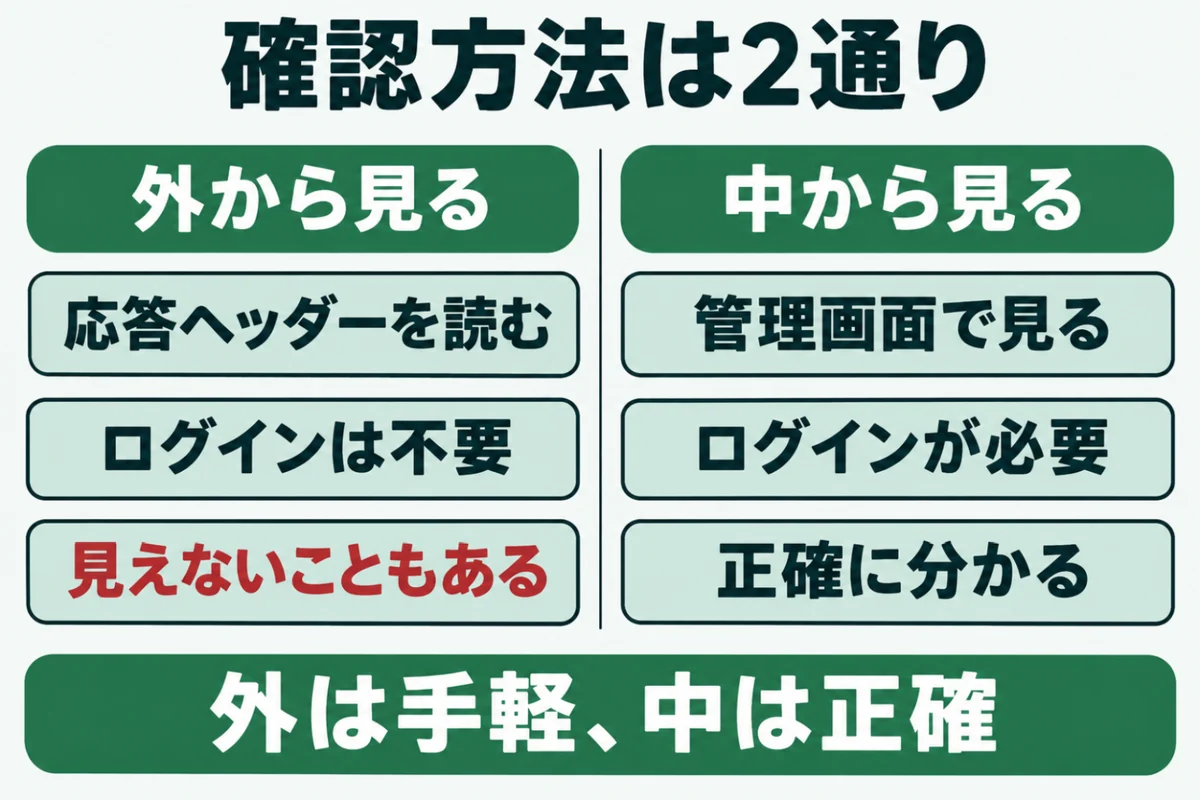 確認方法は2通り
外から見る
応答ヘッダーを読む
ログインは不要
見えないこともある
中から見る
管理画面で見る
ログインが必要
正確に分かる
外は手軽、中は正確